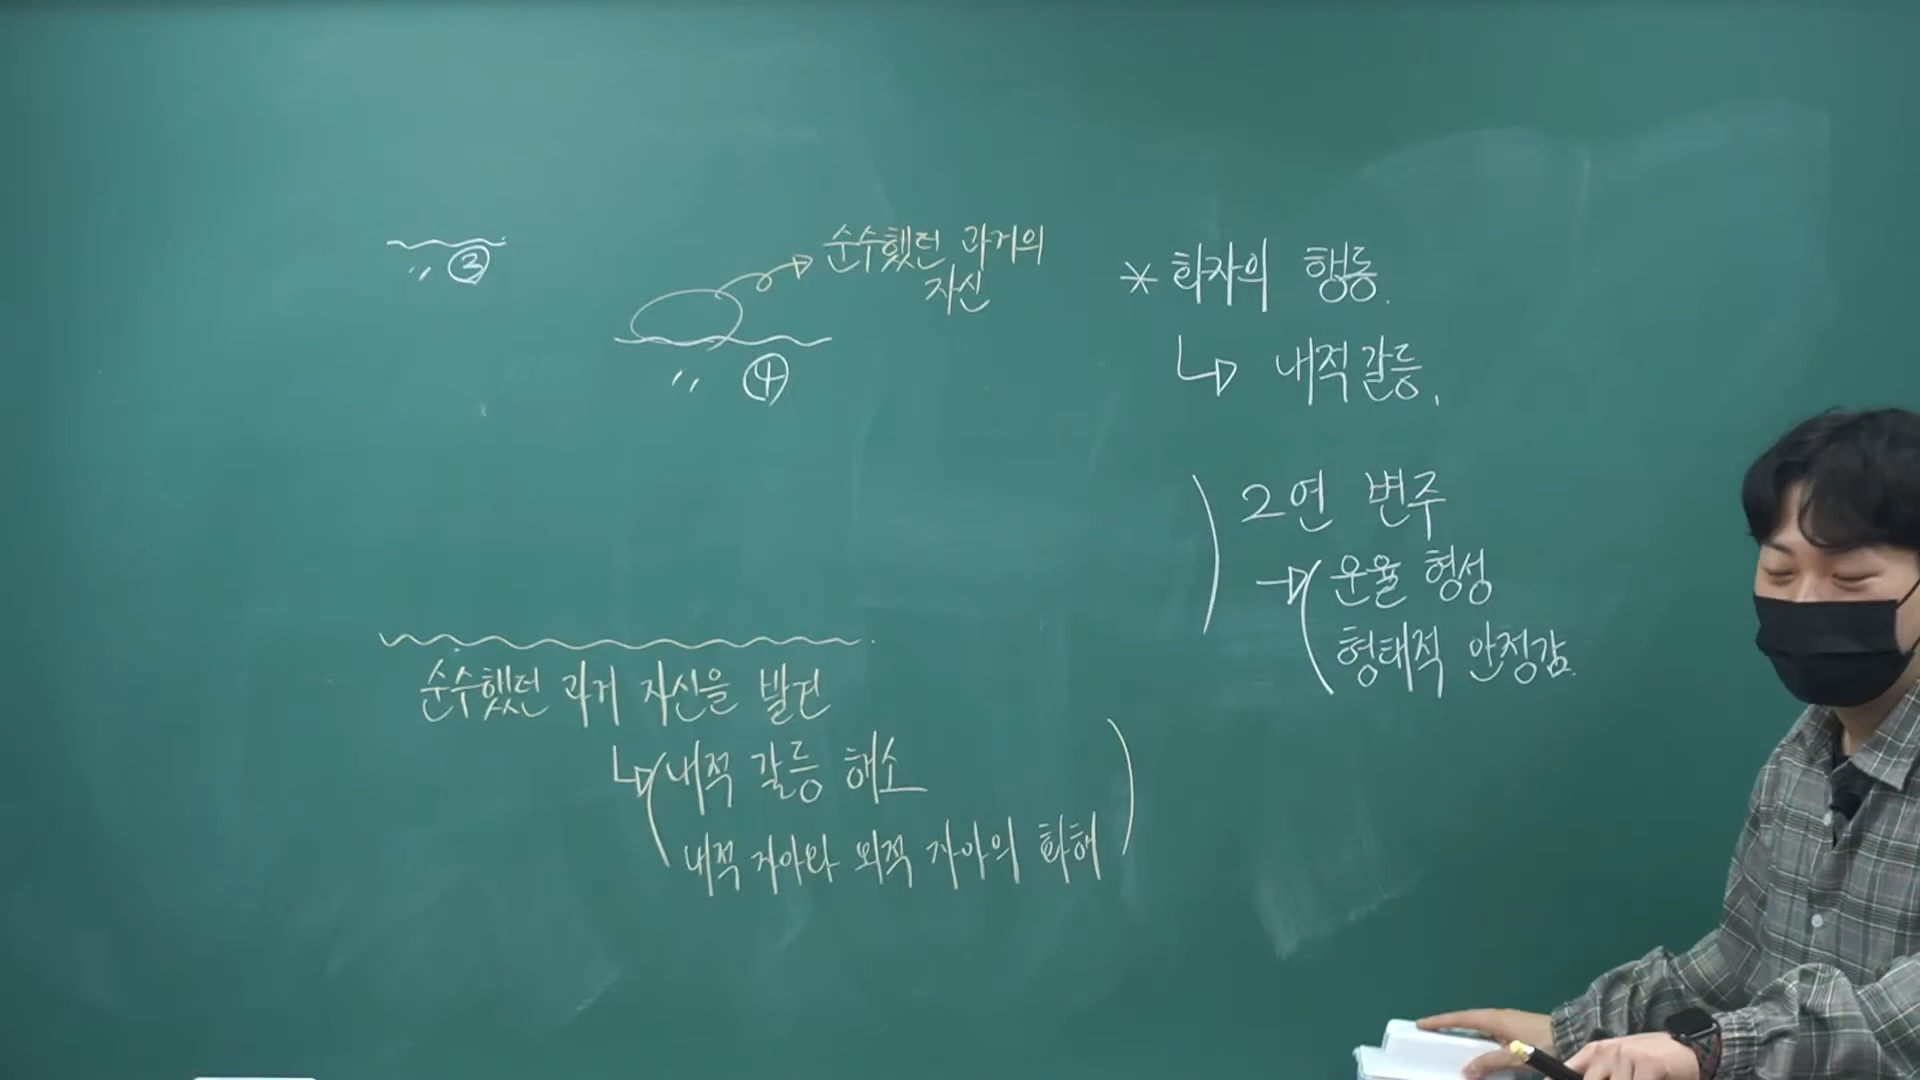 〃 ③
순수했던 과거의
자신
〃 ④
* 화자의 행동.
↳ 내적갈등.
2연 변주
→ 운율 형성
형태적 안정감.
순수했던 과거 자신을 발견
↳ 내적 갈등 해소
내적 자아와 외적 자아의 화해